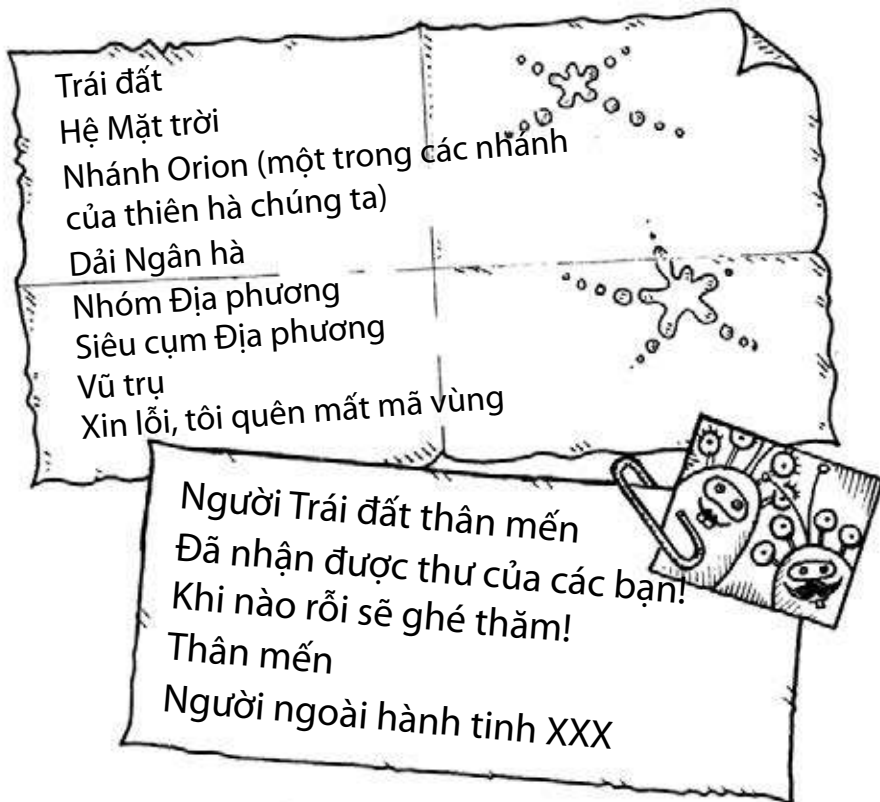 Trái đất
Hệ Mặt trời
Nhánh Orion (một trong các nhánh
của thiên hà chúng ta)
Dải Ngân hà
Nhóm Địa phương
Siêu cụm Địa phương
Vũ trụ
Xin lỗi, tôi quên mất mã vùng
Người Trái đất thân mến
Đã nhận được thư của các bạn!
Khi nào rỗi sẽ ghé thăm!
Thân mến
Người ngoài hành tinh XXX